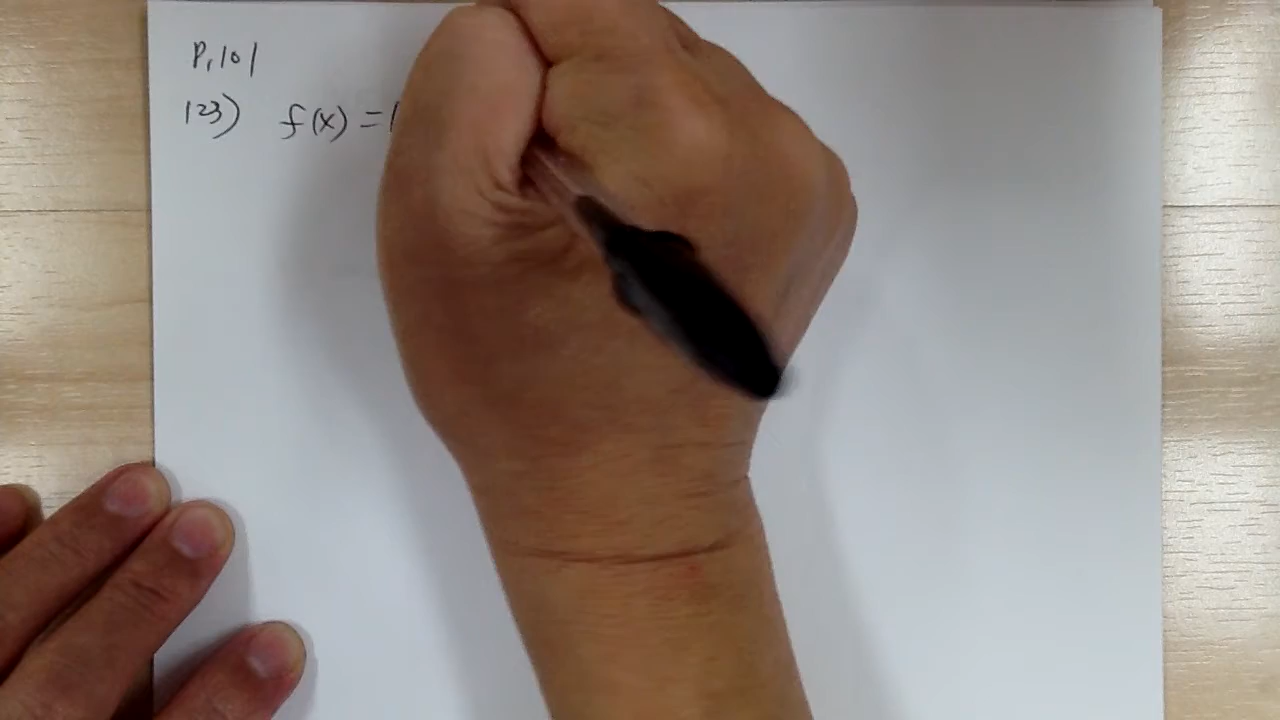 P.101
123) f(x) =